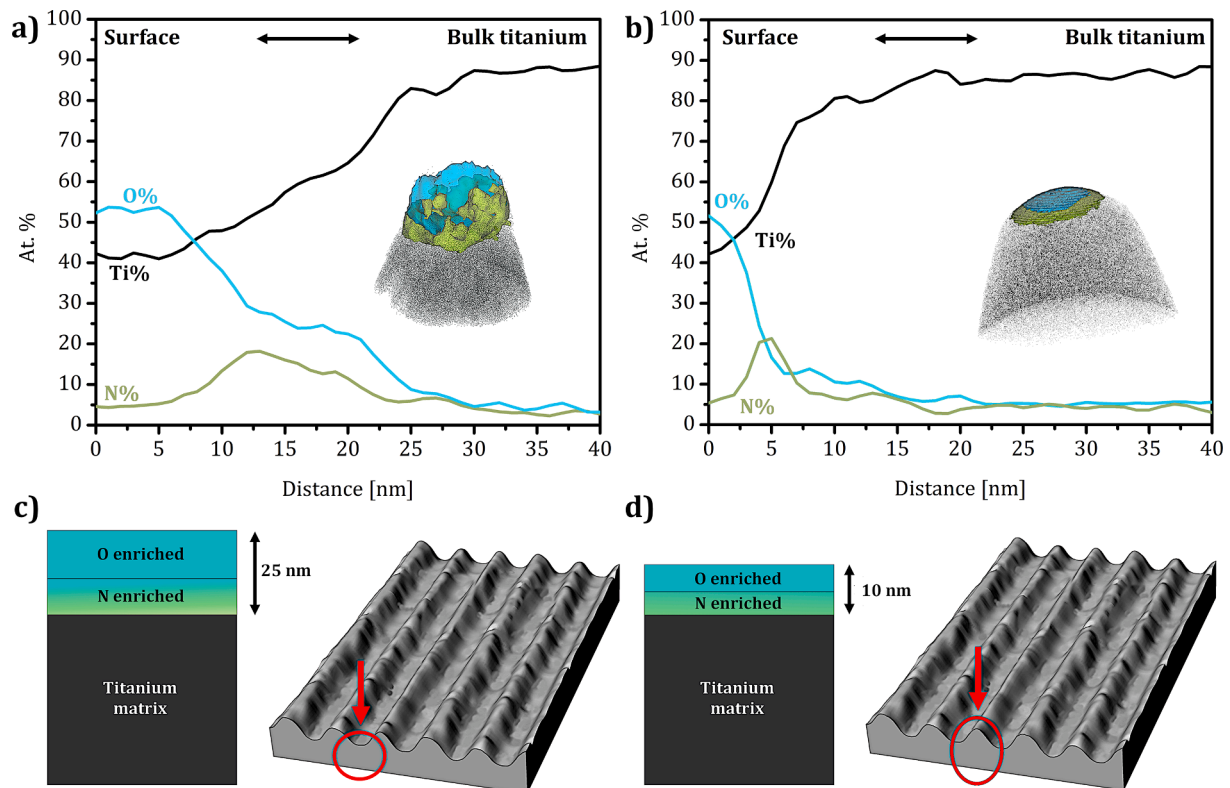 a)
100
90
80
70
60
50
40
30
20
10
0
At. %
Surface
Bulk titanium
O%
Ti%
N%
0 5 10 15 20 25 30 35 40
Distance [nm]
b)
100
90
80
70
60
50
40
30
20
10
0
At. %
Surface
Bulk titanium
O%
Ti%
N%
0 5 10 15 20 25 30 35 40
Distance [nm]
c)
O enriched
N enriched
25 nm
Titanium
matrix
d)
O enriched
N enriched
10 nm
Titanium
matrix